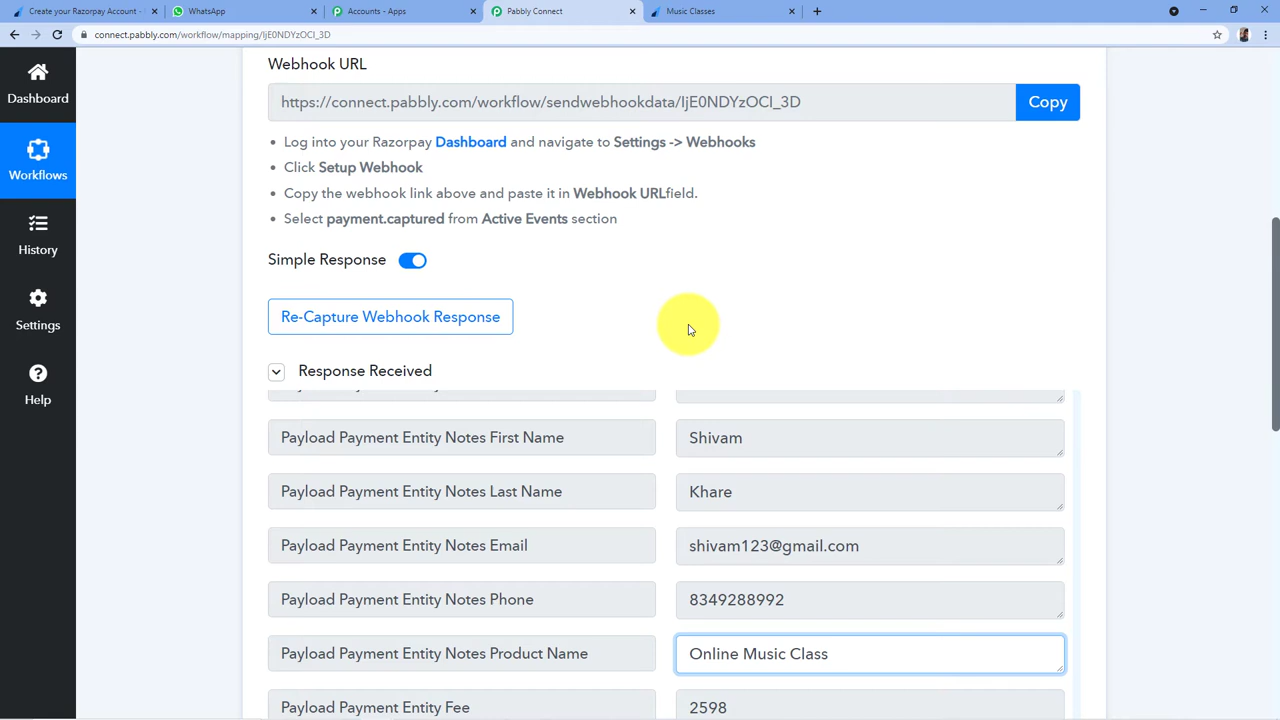 Create your Razorpay Account -
WhatsApp
Accounts - Apps
Pabbly Connect
Music Classes
connect.pabbly.com/workflow/mapping/IjE0NDYzOCI_3D
Dashboard
Workflows
History
Settings
Help
Webhook URL
https://connect.pabbly.com/workflow/sendwebhookdata/IjE0NDYzOCI_3D
Copy
• Log into your Razorpay Dashboard and navigate to Settings -> Webhooks
• Click Setup Webhook
• Copy the webhook link above and paste it in Webhook URLfield.
• Select payment.captured from Active Events section
Simple Response
Re-Capture Webhook Response
Response Received
Payload Payment Entity Notes First Name
Shivam
Payload Payment Entity Notes Last Name
Khare
Payload Payment Entity Notes Email
shivam123@gmail.com
Payload Payment Entity Notes Phone
8349288992
Payload Payment Entity Notes Product Name
Online Music Class
Payload Payment Entity Fee
2598